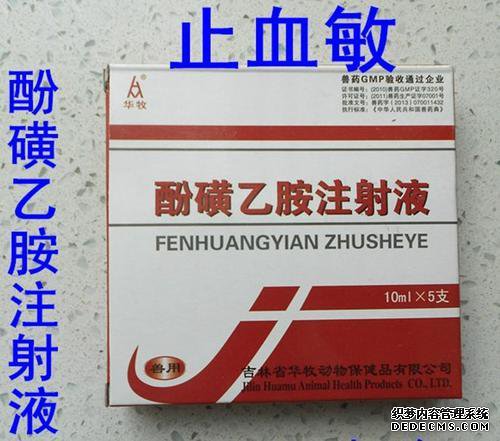 止血敏
酚磺乙胺注射液
华牧
兽药GMP验收通过企业
证书编号：(2010)兽药GMP证字320号
许可证号：(2011)兽药生产证字07001号
批准文号：兽药字（2013）070011432
执行标准：《中华人民共和国兽药典》
酚磺乙胺注射液
FENHUANGYIAN ZHUSHEYE
10ml×5支
兽用
吉林省华牧动物保健品有限公司
Jilin Huamu Animal Health Products CO., LTD.
织梦内容管理系统
DEDECMS.COM